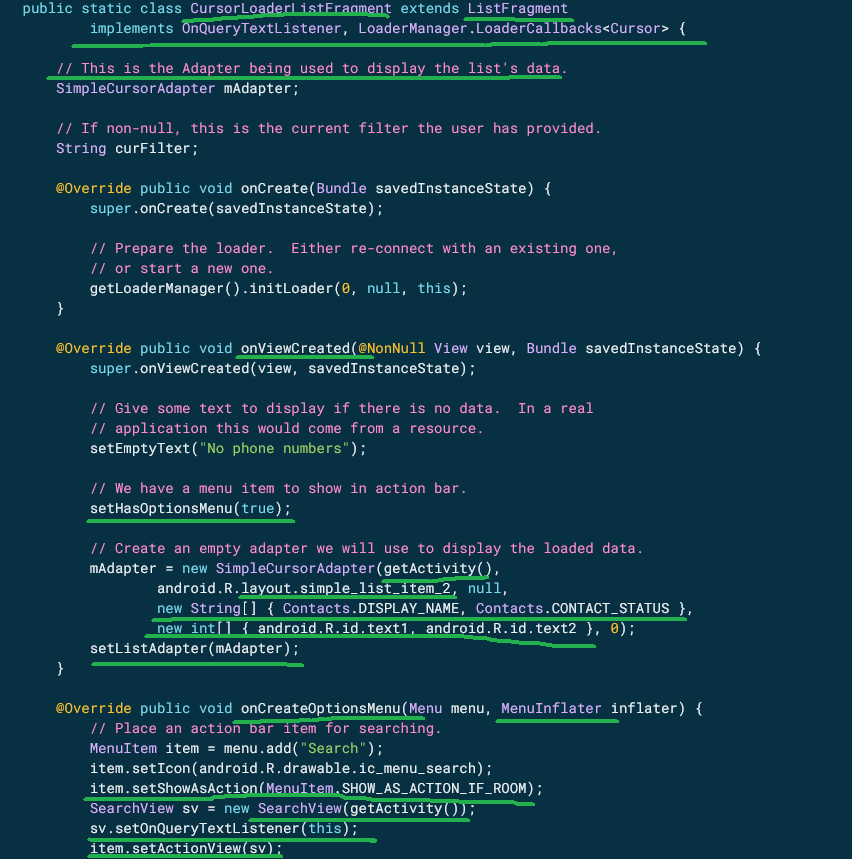 public static class CursorLoaderListFragment extends ListFragment
        implements OnQueryTextListener, LoaderManager.LoaderCallbacks<Cursor> {

    // This is the Adapter being used to display the list's data.
    SimpleCursorAdapter mAdapter;

    // If non-null, this is the current filter the user has provided.
    String curFilter;

    @Override public void onCreate(Bundle savedInstanceState) {
        super.onCreate(savedInstanceState);

        // Prepare the loader.  Either re-connect with an existing one,
        // or start a new one.
        getLoaderManager().initLoader(0, null, this);
    }

    @Override public void onViewCreated(@NonNull View view, Bundle savedInstanceState) {
        super.onViewCreated(view, savedInstanceState);

        // Give some text to display if there is no data.  In a real
        // application this would come from a resource.
        setEmptyText("No phone numbers");

        // We have a menu item to show in action bar.
        setHasOptionsMenu(true);

        // Create an empty adapter we will use to display the loaded data.
        mAdapter = new SimpleCursorAdapter(getActivity(),
                android.R.layout.simple_list_item_2, null,
                new String[] { Contacts.DISPLAY_NAME, Contacts.CONTACT_STATUS },
                new int[] { android.R.id.text1, android.R.id.text2 }, 0);
        setListAdapter(mAdapter);
    }

    @Override public void onCreateOptionsMenu(Menu menu, MenuInflater inflater) {
        // Place an action bar item for searching.
        MenuItem item = menu.add("Search");
        item.setIcon(android.R.drawable.ic_menu_search);
        item.setShowAsAction(MenuItem.SHOW_AS_ACTION_IF_ROOM);
        SearchView sv = new SearchView(getActivity());
        sv.setOnQueryTextListener(this);
        item.setActionView(sv);